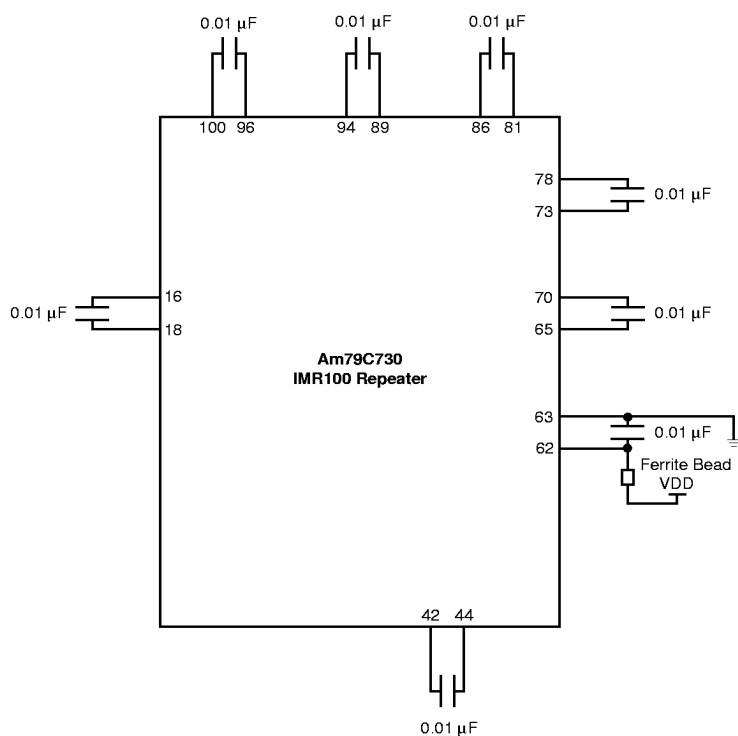 0.01 µF 0.01 µF 0.01 µF
100 96 94 89 86 81
78
0.01 µF
73
16 70
0.01 µF 0.01 µF
18 65
Am79C730
IMR100 Repeater
63
0.01 µF
62
Ferrite Bead
VDD
42 44
0.01 µF